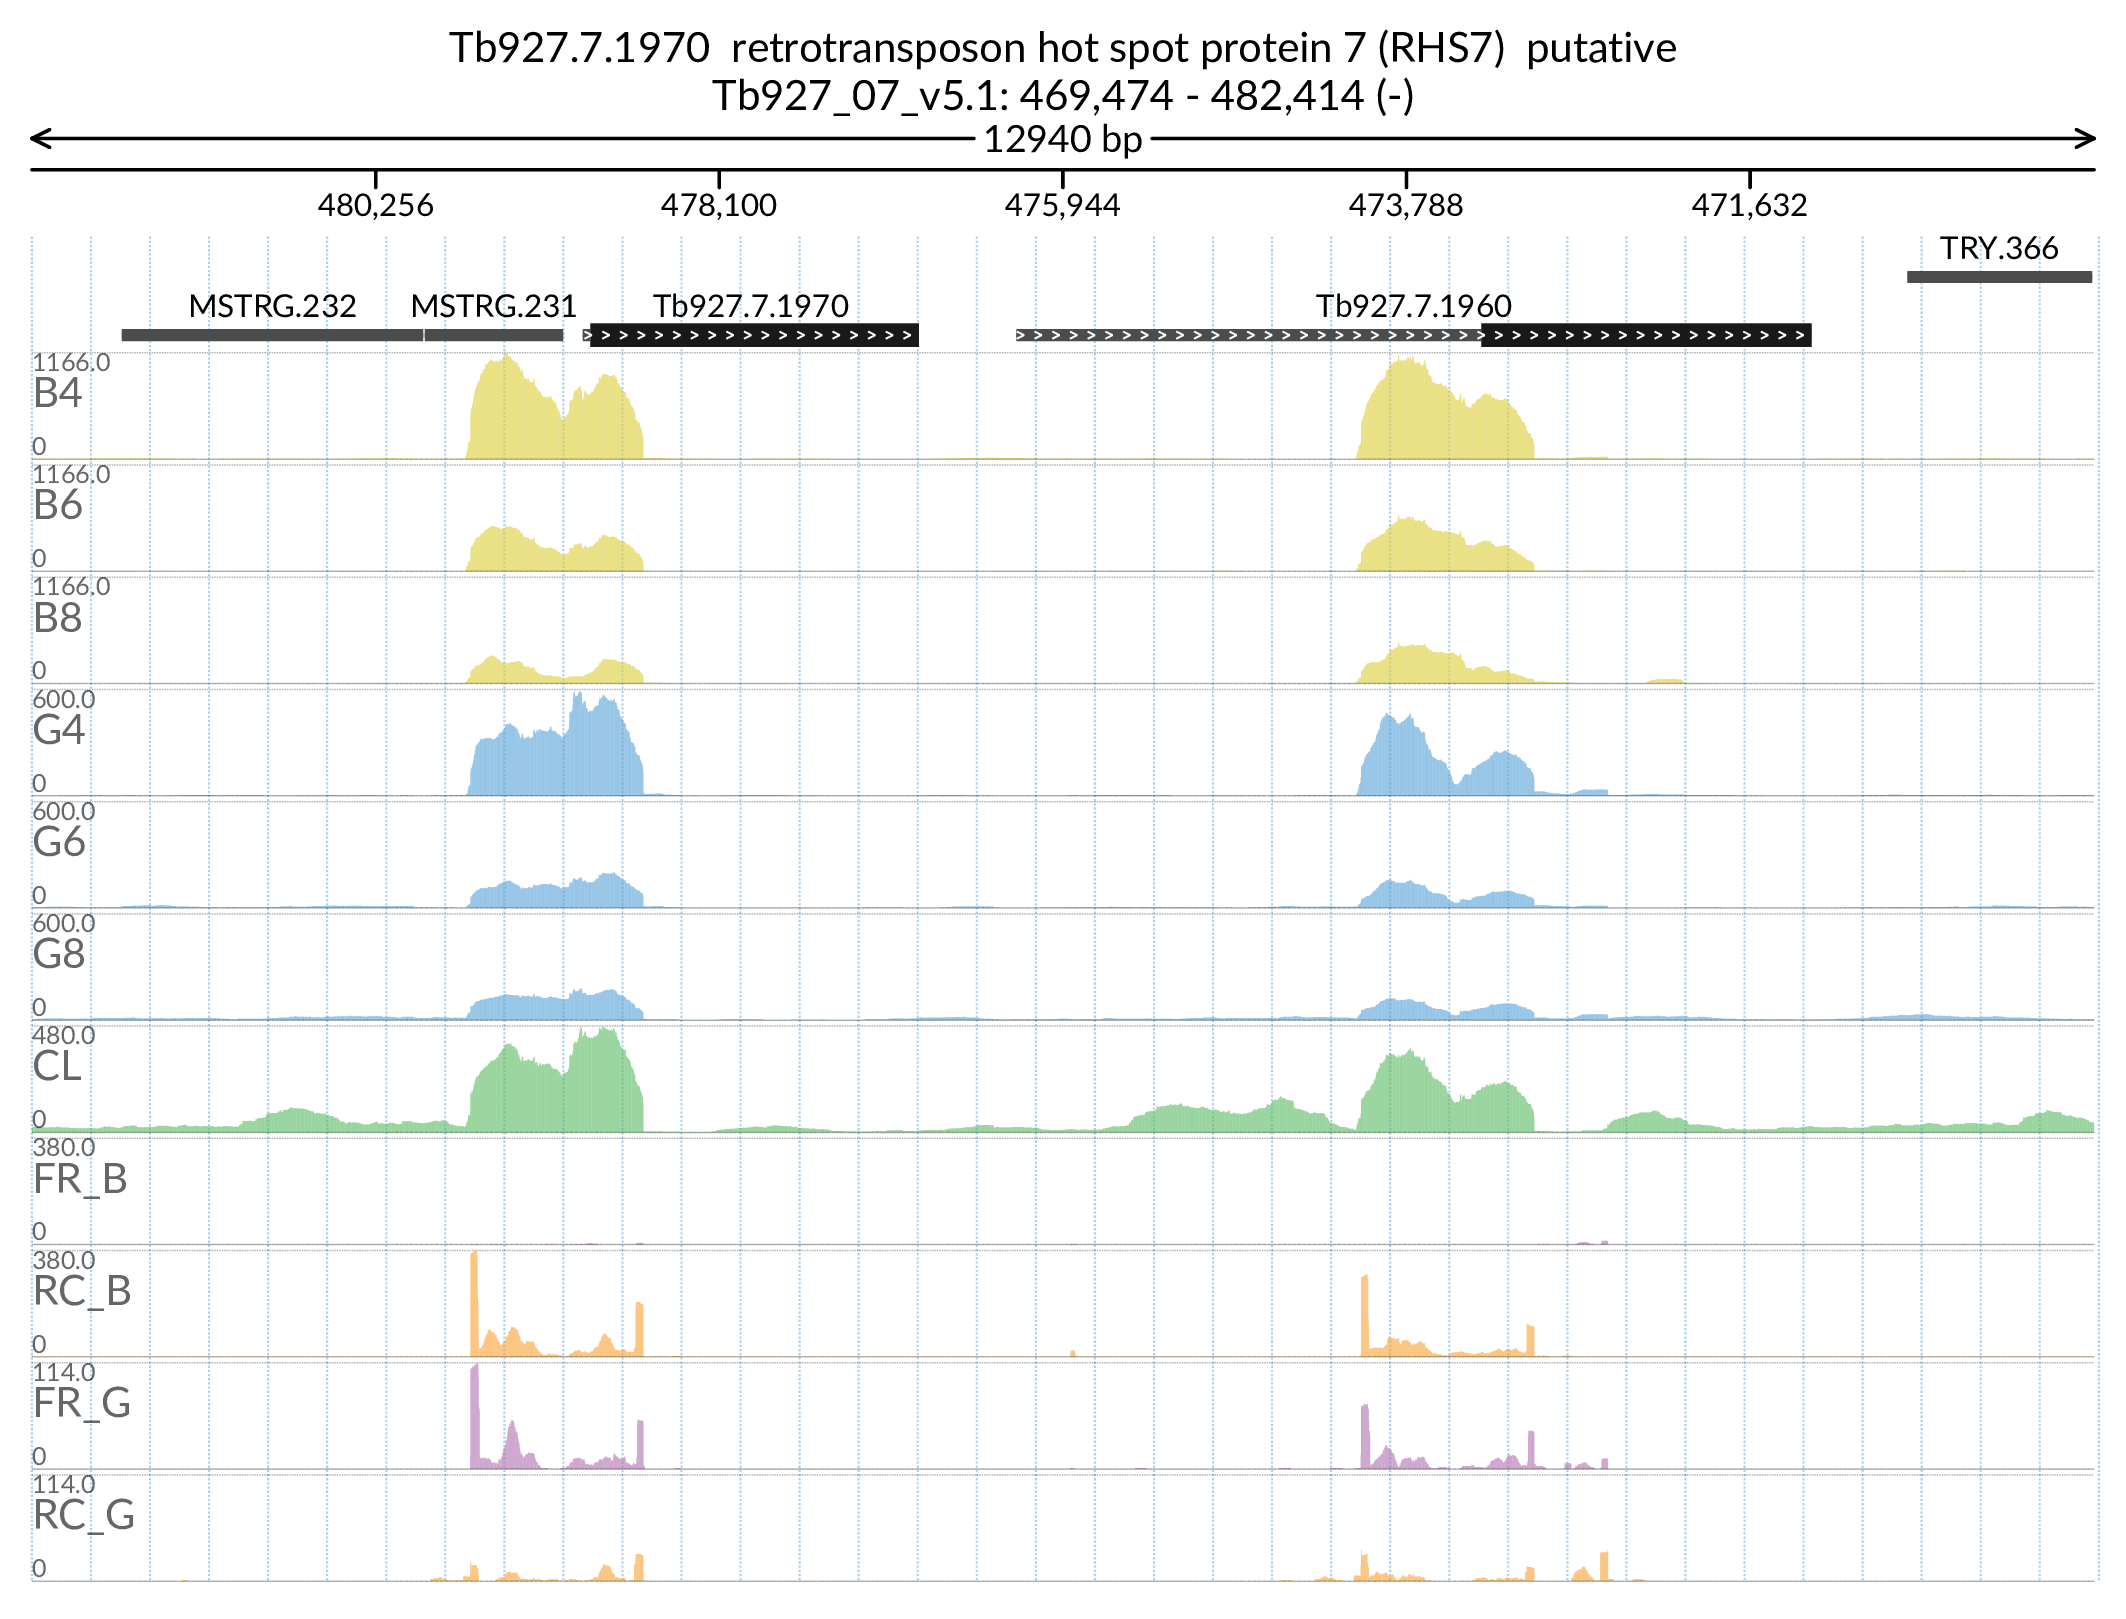 Tb927.7.1970  retrotransposon hot spot protein 7 (RHS7)  putative
Tb927_07_v5.1: 469,474 - 482,414 (-)
12940 bp
480,256 478,100 475,944 473,788 471,632
TRY.366
MSTRG.232 MSTRG.231 Tb927.7.1970 Tb927.7.1960
1166.0
B4
0
1166.0
B6
0
1166.0
B8
0
600.0
G4
0
600.0
G6
0
600.0
G8
0
480.0
CL
0
380.0
FR_B
0
380.0
RC_B
0
114.0
FR_G
0
114.0
RC_G
0